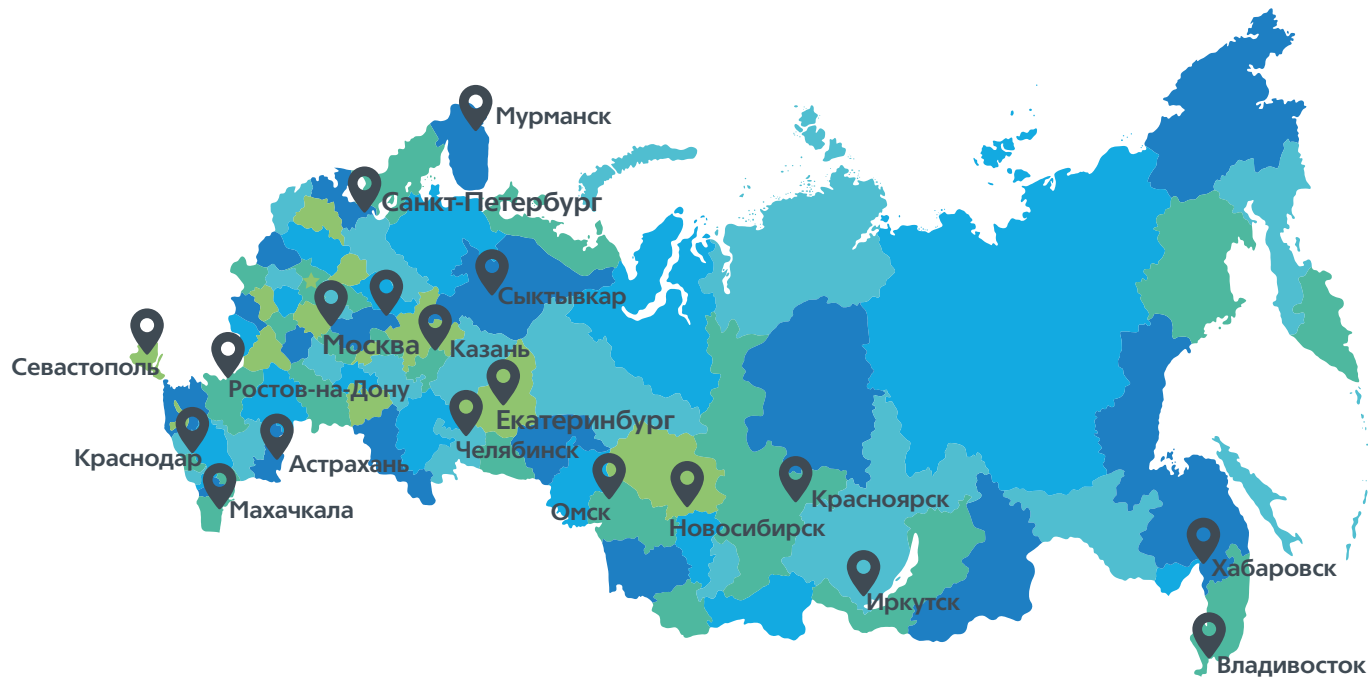 Мурманск
Санкт-Петербург
Сыктывкар
Москва
Казань
Севастополь
Ростов-на-Дону
Екатеринбург
Челябинск
Краснодар
Астрахань
Махачкала
Омск
Новосибирск
Красноярск
Хабаровск
Иркутск
Владивосток